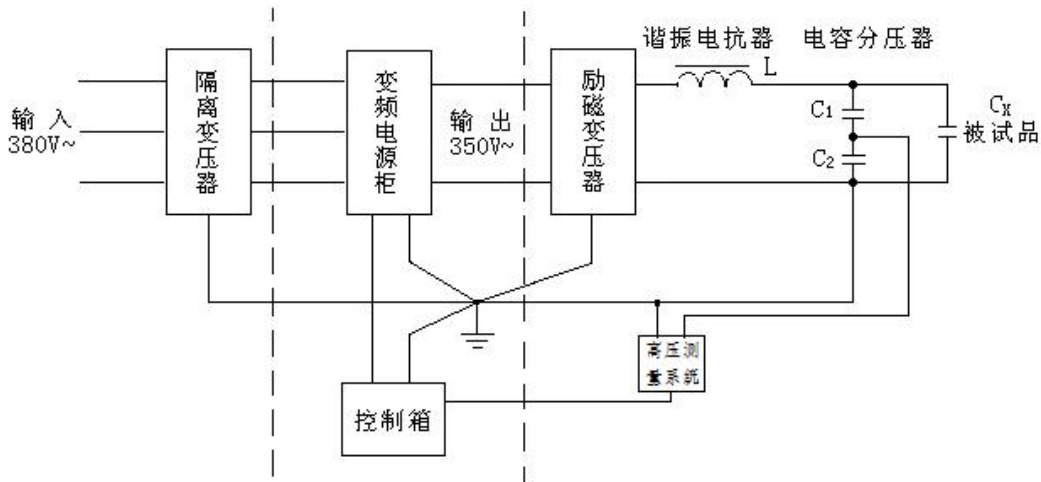 谐振电抗器
电容分压器
L
隔离变压器
变频电源柜
励磁变压器
输入
380V~
输出
350V~
C1
C2
CX
被试品
高压测
量系统
控制箱